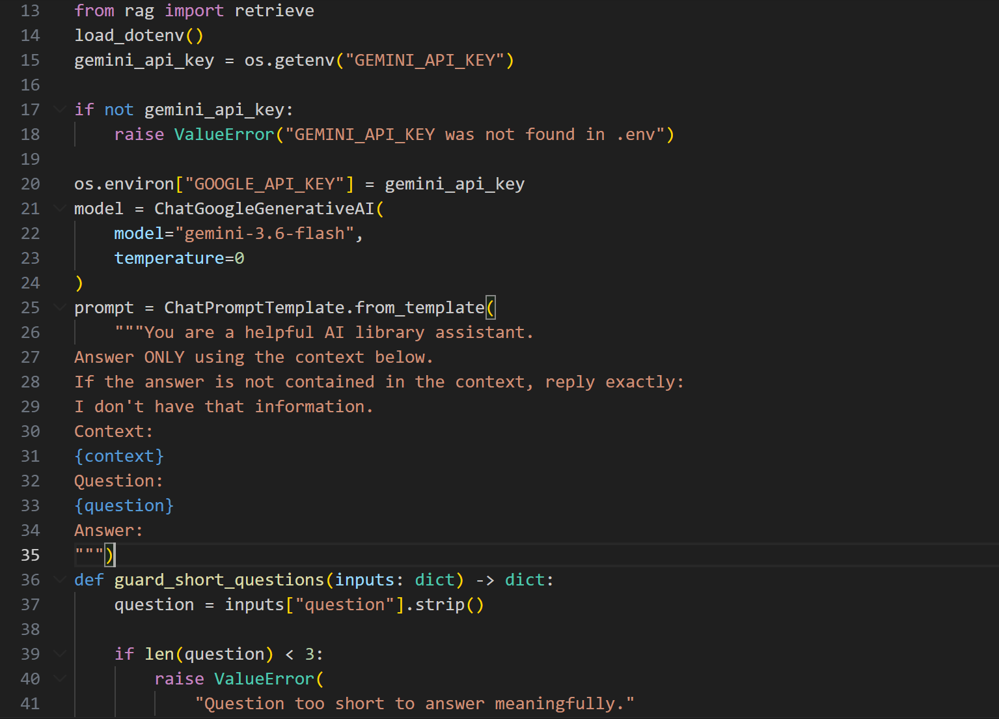 13 from rag import retrieve
14 load_dotenv()
15 gemini_api_key = os.getenv("GEMINI_API_KEY")
16
17 if not gemini_api_key:
18     raise ValueError("GEMINI_API_KEY was not found in .env")
19
20 os.environ["GOOGLE_API_KEY"] = gemini_api_key
21 model = ChatGoogleGenerativeAI(
22     model="gemini-3.6-flash",
23     temperature=0
24 )
25 prompt = ChatPromptTemplate.from_template(
26     """You are a helpful AI library assistant.
27 Answer ONLY using the context below.
28 If the answer is not contained in the context, reply exactly:
29 I don't have that information.
30 Context:
31 {context}
32 Question:
33 {question}
34 Answer:
35 """)
36 def guard_short_questions(inputs: dict) -> dict:
37     question = inputs["question"].strip()
38
39     if len(question) < 3:
40         raise ValueError(
41             "Question too short to answer meaningfully."